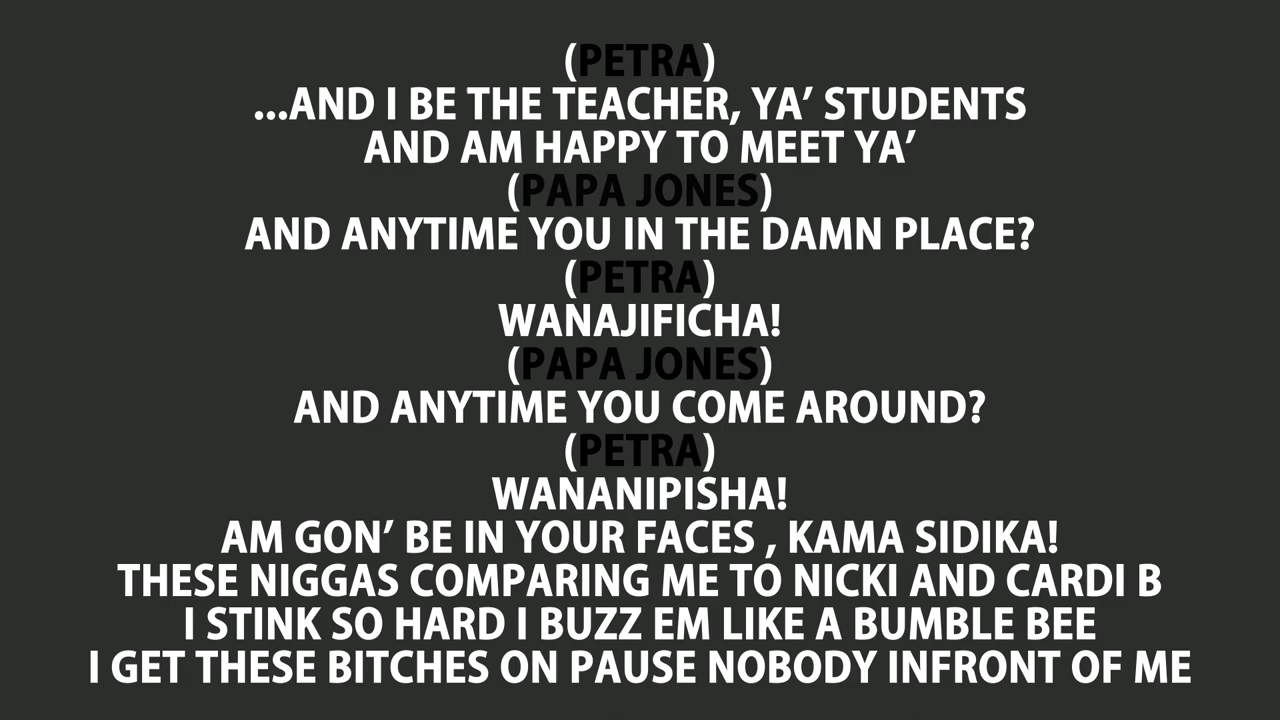 (PETRA)
...AND I BE THE TEACHER, YA’ STUDENTS
AND AM HAPPY TO MEET YA’
(PAPA JONES)
AND ANYTIME YOU IN THE DAMN PLACE?
(PETRA)
WANAJIFICHA!
(PAPA JONES)
AND ANYTIME YOU COME AROUND?
(PETRA)
WANANIPISHA!
AM GON’ BE IN YOUR FACES , KAMA SIDIKA!
THESE NIGGAS COMPARING ME TO NICKI AND CARDI B
I STINK SO HARD I BUZZ EM LIKE A BUMBLE BEE
I GET THESE BITCHES ON PAUSE NOBODY INFRONT OF ME